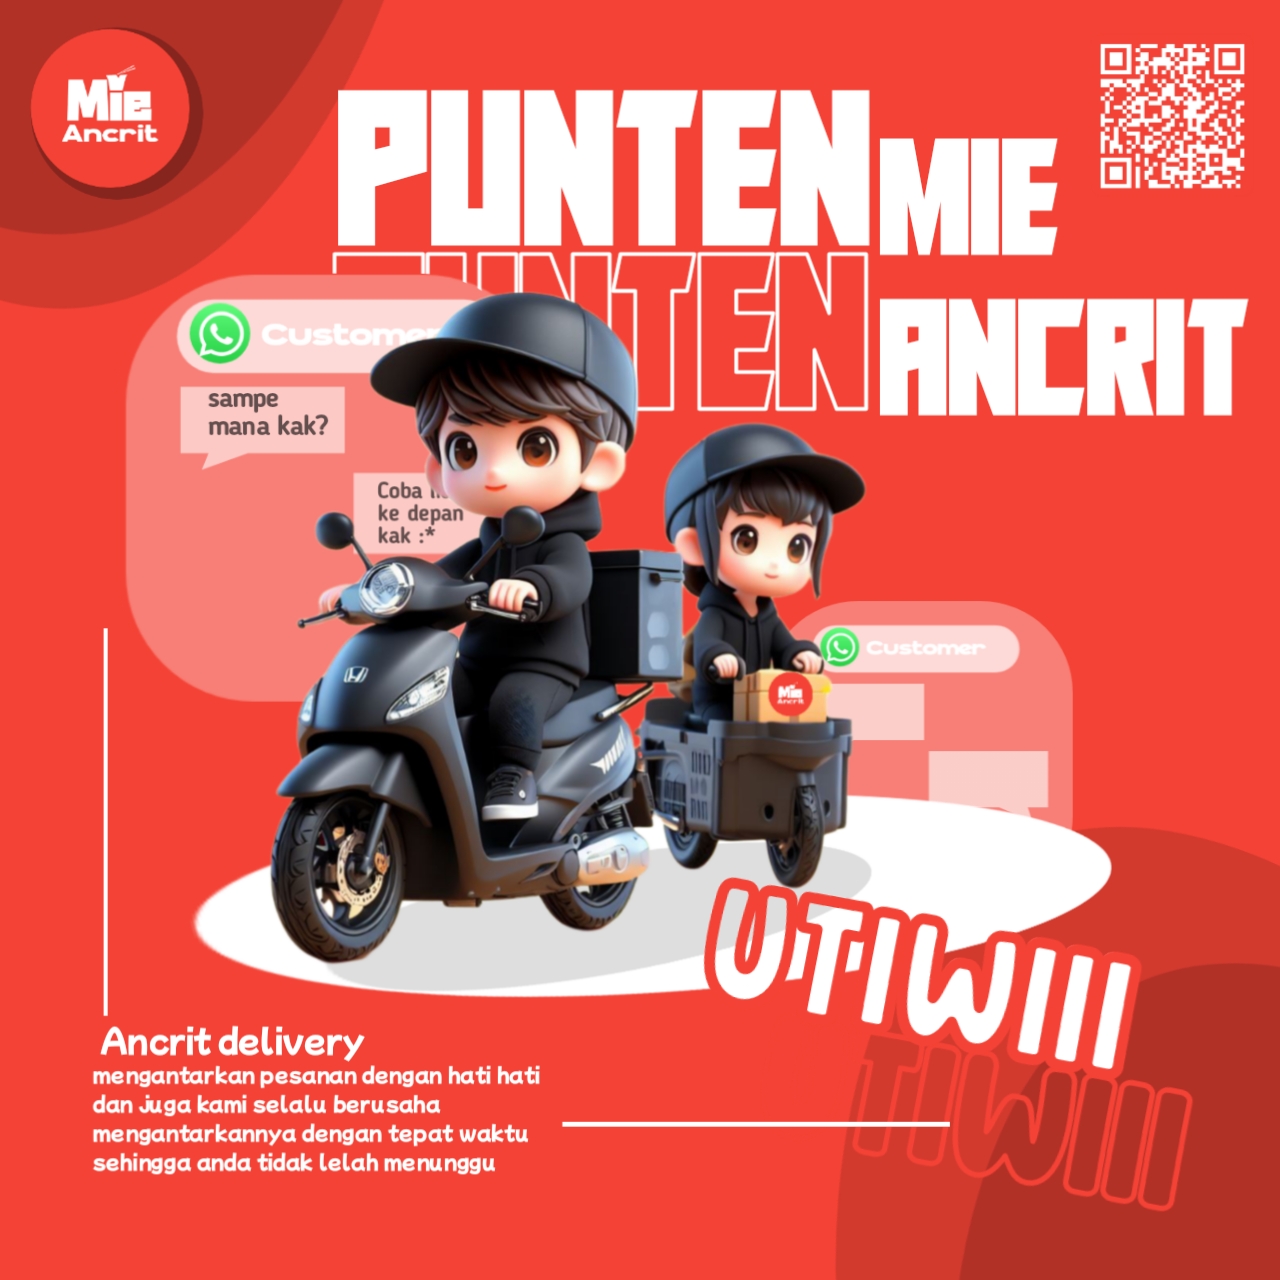 Mie
Ancrit
PUNTEN MIE
PUNTEN ANCRIT
Customer
sampe
mana kak?
Coba
ke depan
kak :*
Customer
Mie
Ancrit
UTIWIII
TIWIII
Ancrit delivery
mengantarkan pesanan dengan hati hati
dan juga kami selalu berusaha
mengantarkannya dengan tepat waktu
sehingga anda tidak lelah menunggu